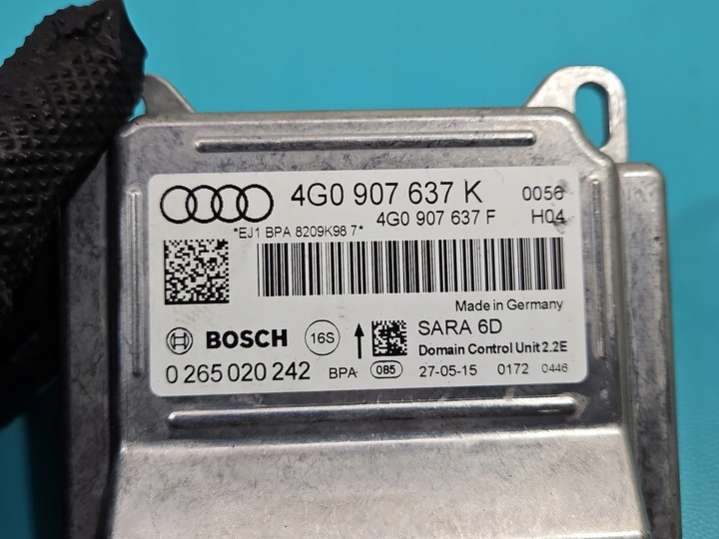 4G0 907 637 K 0056
4G0 907 637 F H04
*EJ1 BPA 8209K98 7*
Made in Germany
BOSCH 16S SARA 6D
Domain Control Unit 2.2E
0 265 020 242 BPA 085 27-05-15 0172 0446